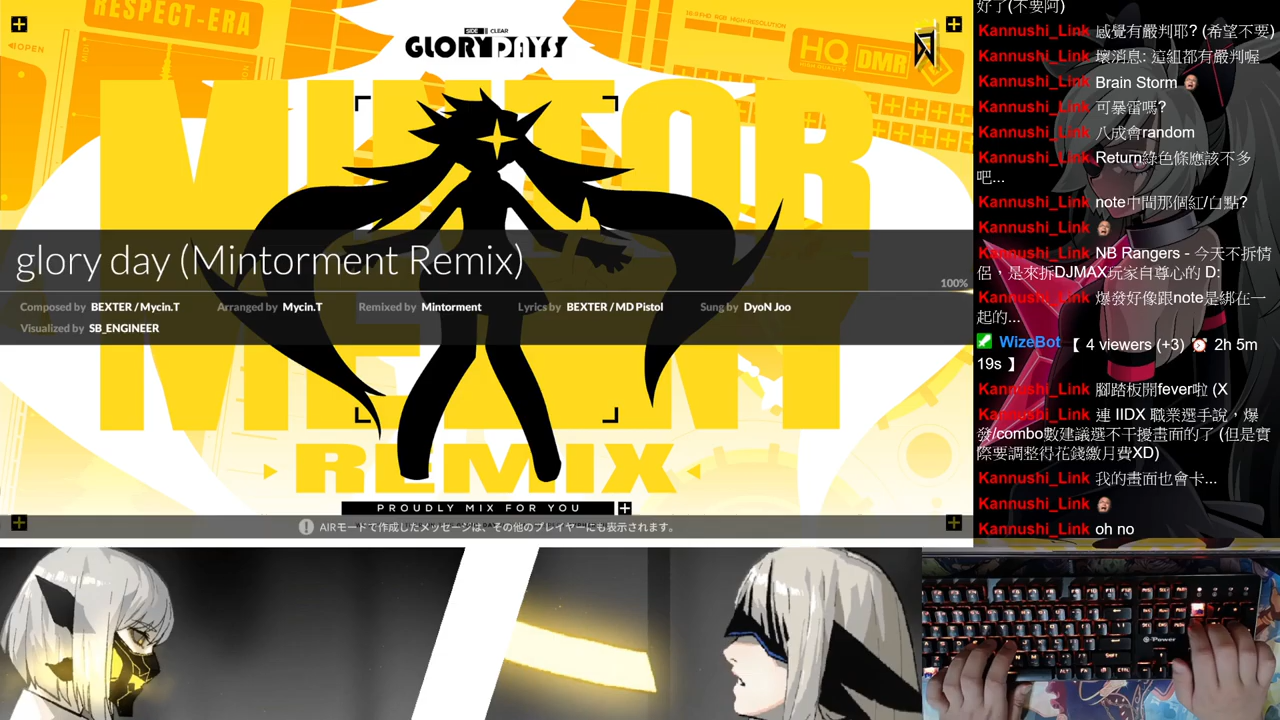 RESPECT-ERA
OPEN
SIDE CLEAR
GLORY DAYS
HQ
DMR
MINTOR
MENT
REMIX
glory day (Mintorment Remix)
100%
Composed by BEXTER / Mycin.T Arranged by Mycin.T Remixed by Mintorment Lyrics by BEXTER / MD Pistol Sung by DyoN Joo
Visualized by SB_ENGINEER
PROUDLY MIX FOR YOU
AIRモードで作成したメッセージは、その他のプレイヤーにも表示されます。
好了(不要阿)
Kannushi_Link 感覺有嚴判耶? (希望不要)
Kannushi_Link 壞消息: 這組都有嚴判喔
Kannushi_Link Brain Storm
Kannushi_Link 可暴雷嗎?
Kannushi_Link 八成會random
Kannushi_Link Return綠色條應該不多
吧...
Kannushi_Link note中間那個紅/白點?
Kannushi_Link
Kannushi_Link NB Rangers - 今天不拆情
侶，是來拆DJMAX玩家自尊心的 D:
Kannushi_Link 爆發好像跟note是綁在一
起的...
WizeBot 【 4 viewers (+3) 2h 5m
19s 】
Kannushi_Link 腳踏板開fever啦 (X
Kannushi_Link 連 IIDX 職業選手說，爆
發/combo數建議選不干擾畫面的了 (但是實
際要調整得花錢繳月費XD)
Kannushi_Link 我的畫面也會卡...
Kannushi_Link
Kannushi_Link oh no
e-Power